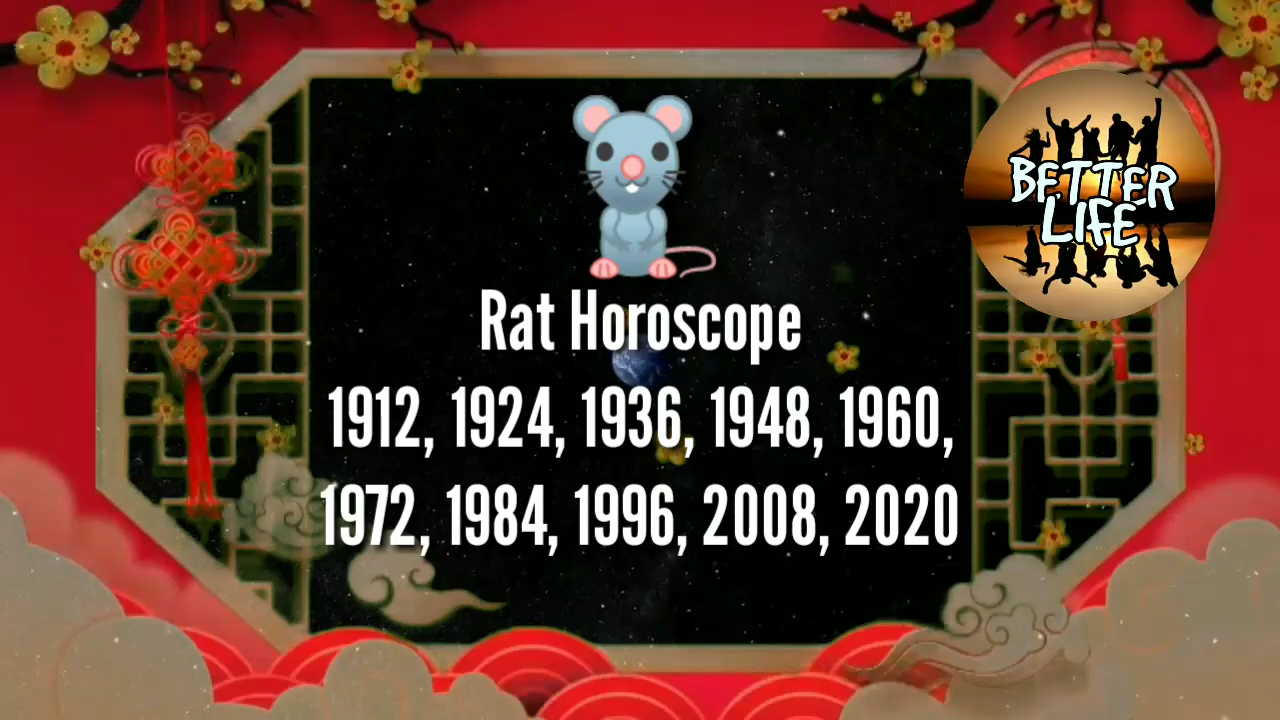 BETTER
LIFE
Rat Horoscope
1912, 1924, 1936, 1948, 1960,
1972, 1984, 1996, 2008, 2020